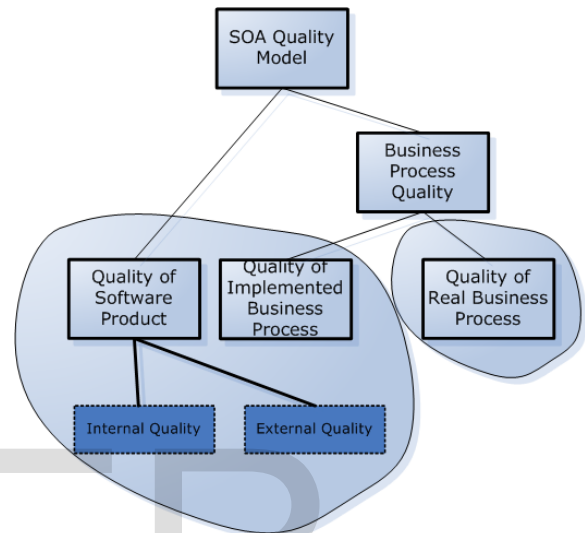 SOA Quality
Model
Business
Process
Quality
Quality of
Software
Product
Quality of
Implemented
Business
Process
Quality of
Real Business
Process
Internal Quality
External Quality